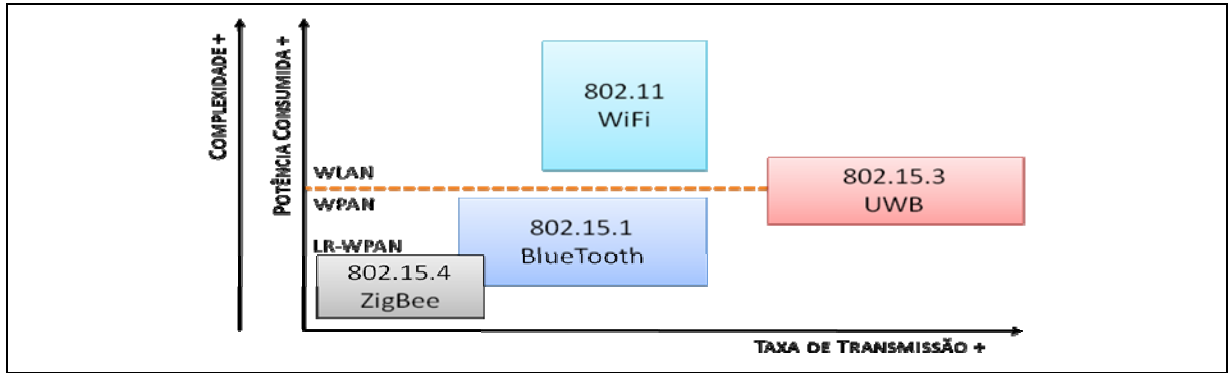 COMPLEXIDADE +
POTÊNCIA CONSUMIDA +
802.11
WiFi
WLAN
802.15.3
UWB
WPAN
802.15.1
BlueTooth
LR-WPAN
802.15.4
ZigBee
TAXA DE TRANSMISSÃO +